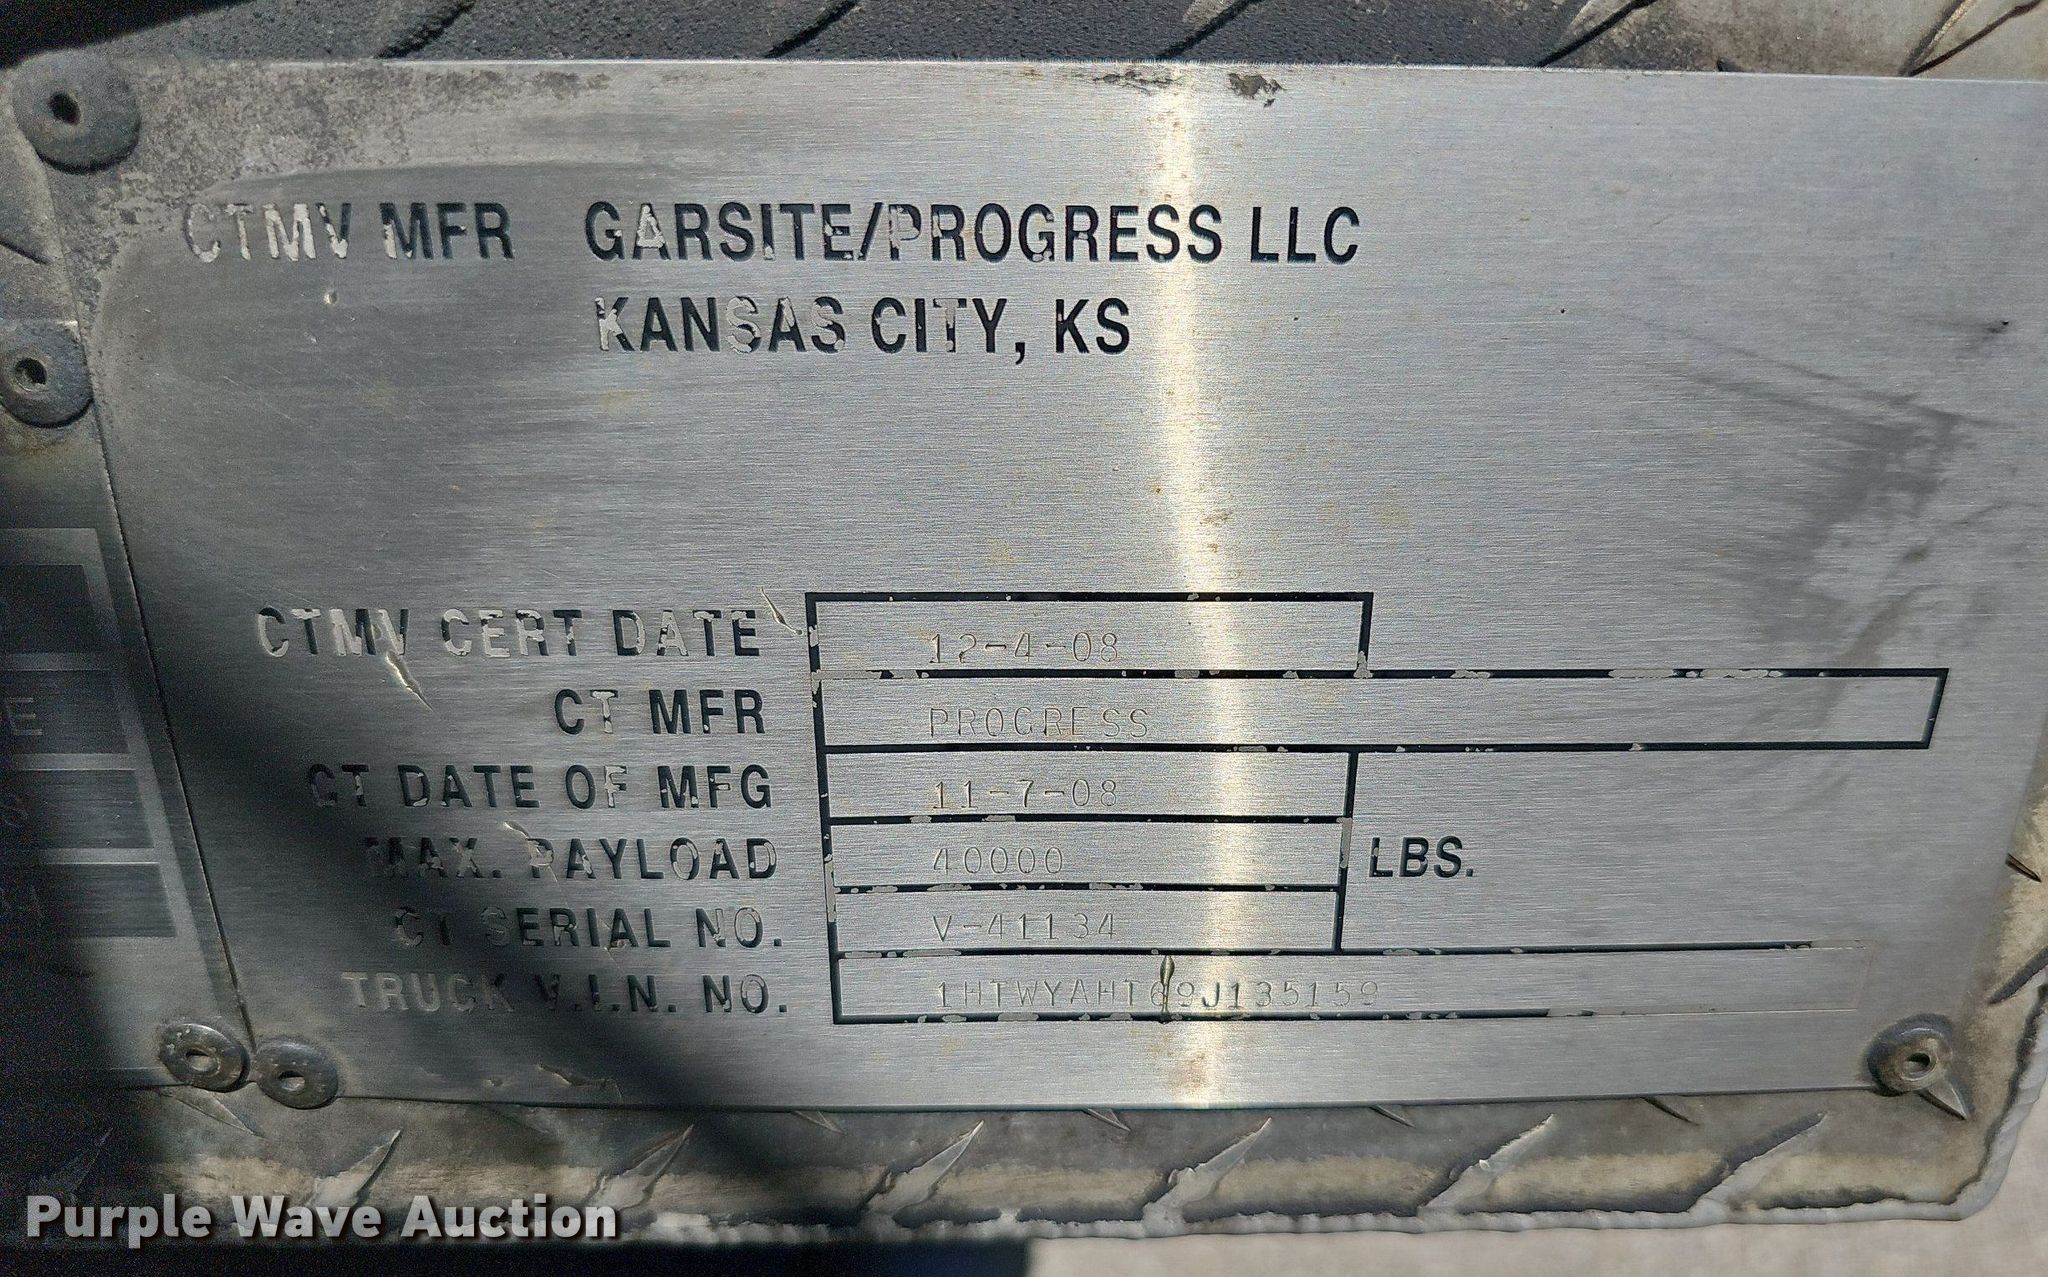 CTMV MFR GARSITE/PROGRESS LLC
KANSAS CITY, KS
CTMV CERT DATE 12-4-08
CT MFR PROGRESS
CT DATE OF MFG 11-7-08
MAX. PAYLOAD 40000 LBS.
CT SERIAL NO. V-41134
TRUCK V.I.N. NO. 1HTWYAHT69J135159
Purple Wave Auction